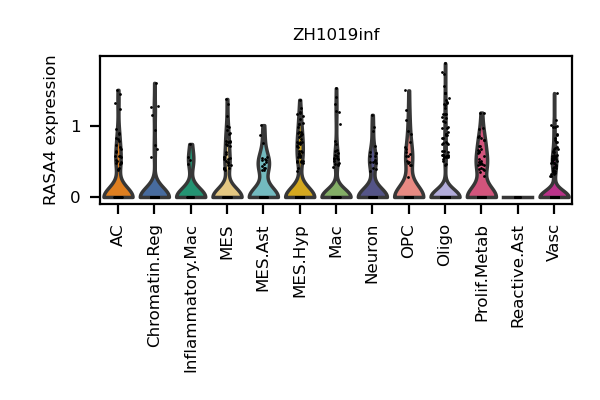 ZH1019inf
RASA4 expression
1
0
AC
Chromatin.Reg
Inflammatory.Mac
MES
MES.Ast
MES.Hyp
Mac
Neuron
OPC
Oligo
Prolif.Metab
Reactive.Ast
Vasc